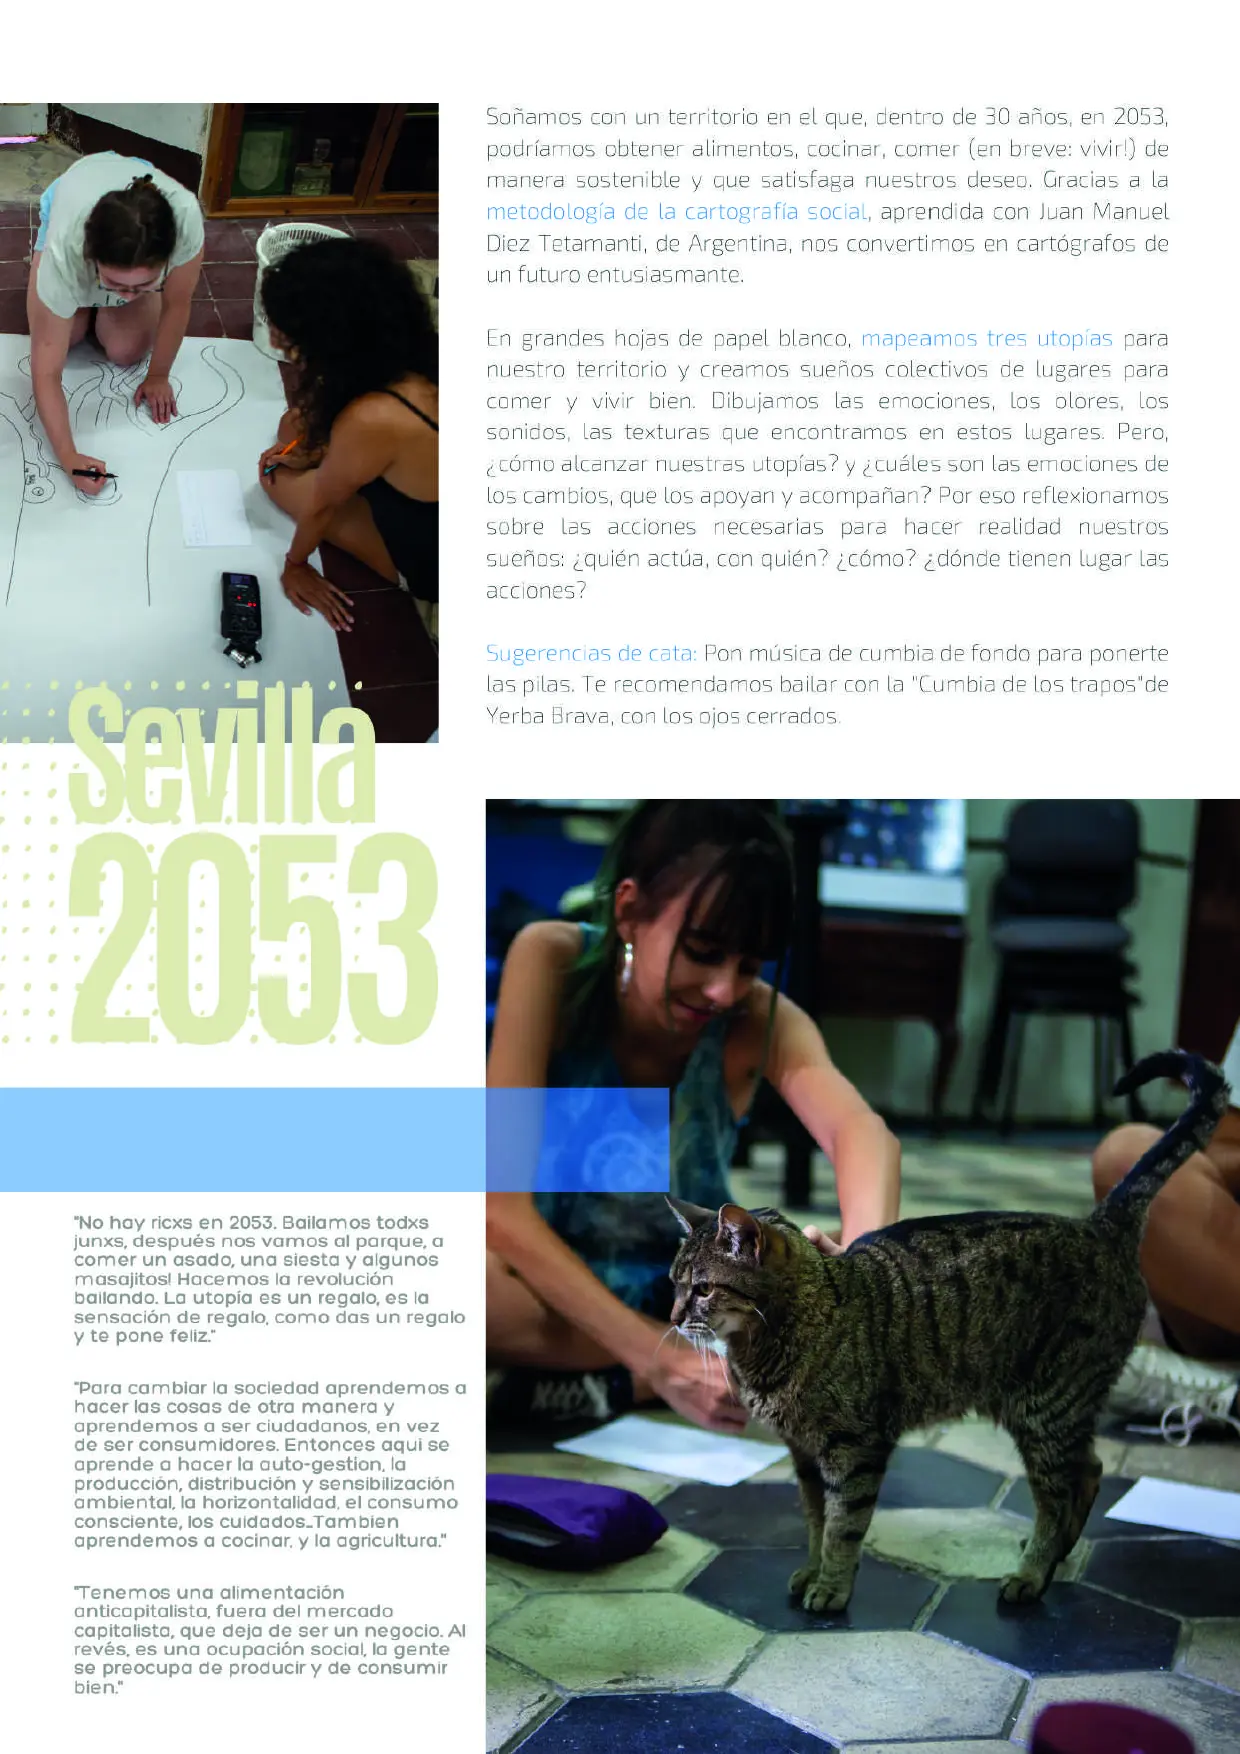 Soñamos con un territorio en el que, dentro de 30 años, en 2053,
podríamos obtener alimentos, cocinar, comer (en breve: vivir!) de
manera sostenible y que satisfaga nuestros deseo. Gracias a la
metodología de la cartografía social, aprendida con Juan Manuel
Diez Tetamanti, de Argentina, nos convertimos en cartógrafos de
un futuro entusiasmante.
En grandes hojas de papel blanco, mapeamos tres utopías para
nuestro territorio y creamos sueños colectivos de lugares para
comer y vivir bien. Dibujamos las emociones, los olores, los
sonidos, las texturas que encontramos en estos lugares. Pero,
¿cómo alcanzar nuestras utopías? y ¿cuáles son las emociones de
los cambios, que los apoyan y acompañan? Por eso reflexionamos
sobre las acciones necesarias para hacer realidad nuestros
sueños: ¿quién actúa, con quién? ¿cómo? ¿dónde tienen lugar las
acciones?
Sugerencias de cata: Pon música de cumbia de fondo para ponerte
las pilas. Te recomendamos bailar con la "Cumbia de los trapos"de
Yerba Brava, con los ojos cerrados.
Sevilla
2053
"No hay ricxs en 2053. Bailamos todxs
junxs, después nos vamos al parque, a
comer un asado, una siesta y algunos
masajitos! Hacemos la revolución
bailando. La utopía es un regalo, es la
sensación de regalo, como das un regalo
y te pone feliz."
"Para cambiar la sociedad aprendemos a
hacer las cosas de otra manera y
aprendemos a ser ciudadanos, en vez
de ser consumidores. Entonces aqui se
aprende a hacer la auto-gestion, la
producción, distribución y sensibilización
ambiental, la horizontalidad, el consumo
consciente, los cuidados...Tambien
aprendemos a cocinar, y la agricultura."
"Tenemos una alimentación
anticapitalista, fuera del mercado
capitalista, que deja de ser un negocio. Al
revés, es una ocupación social, la gente
se preocupa de producir y de consumir
bien."